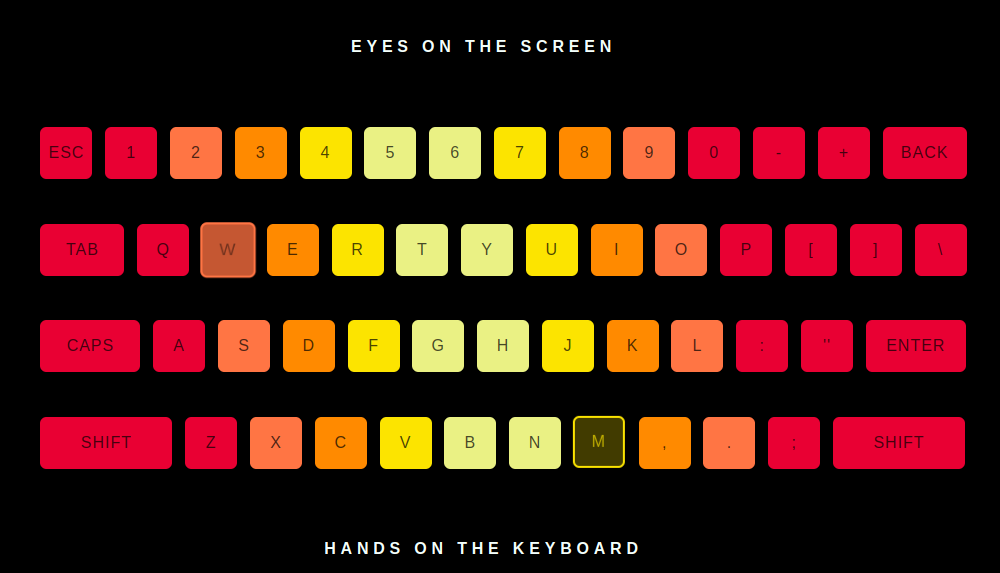 EYES ON THE SCREEN
ESC 1 2 3 4 5 6 7 8 9 0 - + BACK
TAB Q W E R T Y U I O P [ ] \
CAPS A S D F G H J K L : " ENTER
SHIFT Z X C V B N M , . ; SHIFT
HANDS ON THE KEYBOARD